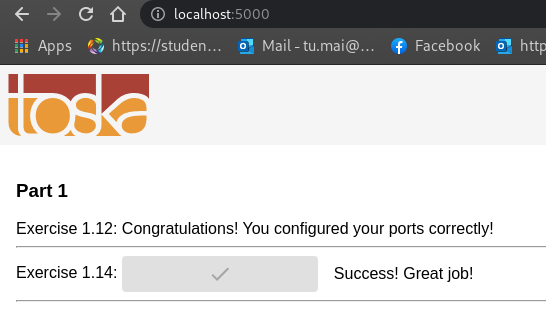 localhost:5000
Apps https://studen... Mail - tu.mai@... Facebook http
toska
Part 1
Exercise 1.12: Congratulations! You configured your ports correctly!
Exercise 1.14: Success! Great job!